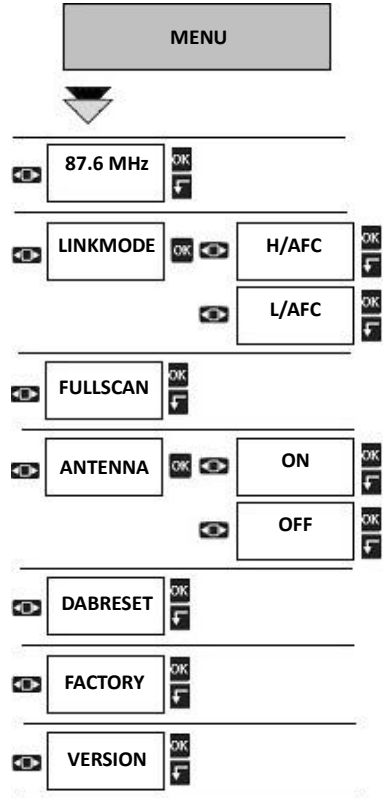 MENU
87.6 MHz OK
LINKMODE OK H/AFC OK
L/AFC OK
FULLSCAN OK
ANTENNA OK ON OK
OFF OK
DABRESET OK
FACTORY OK
VERSION OK